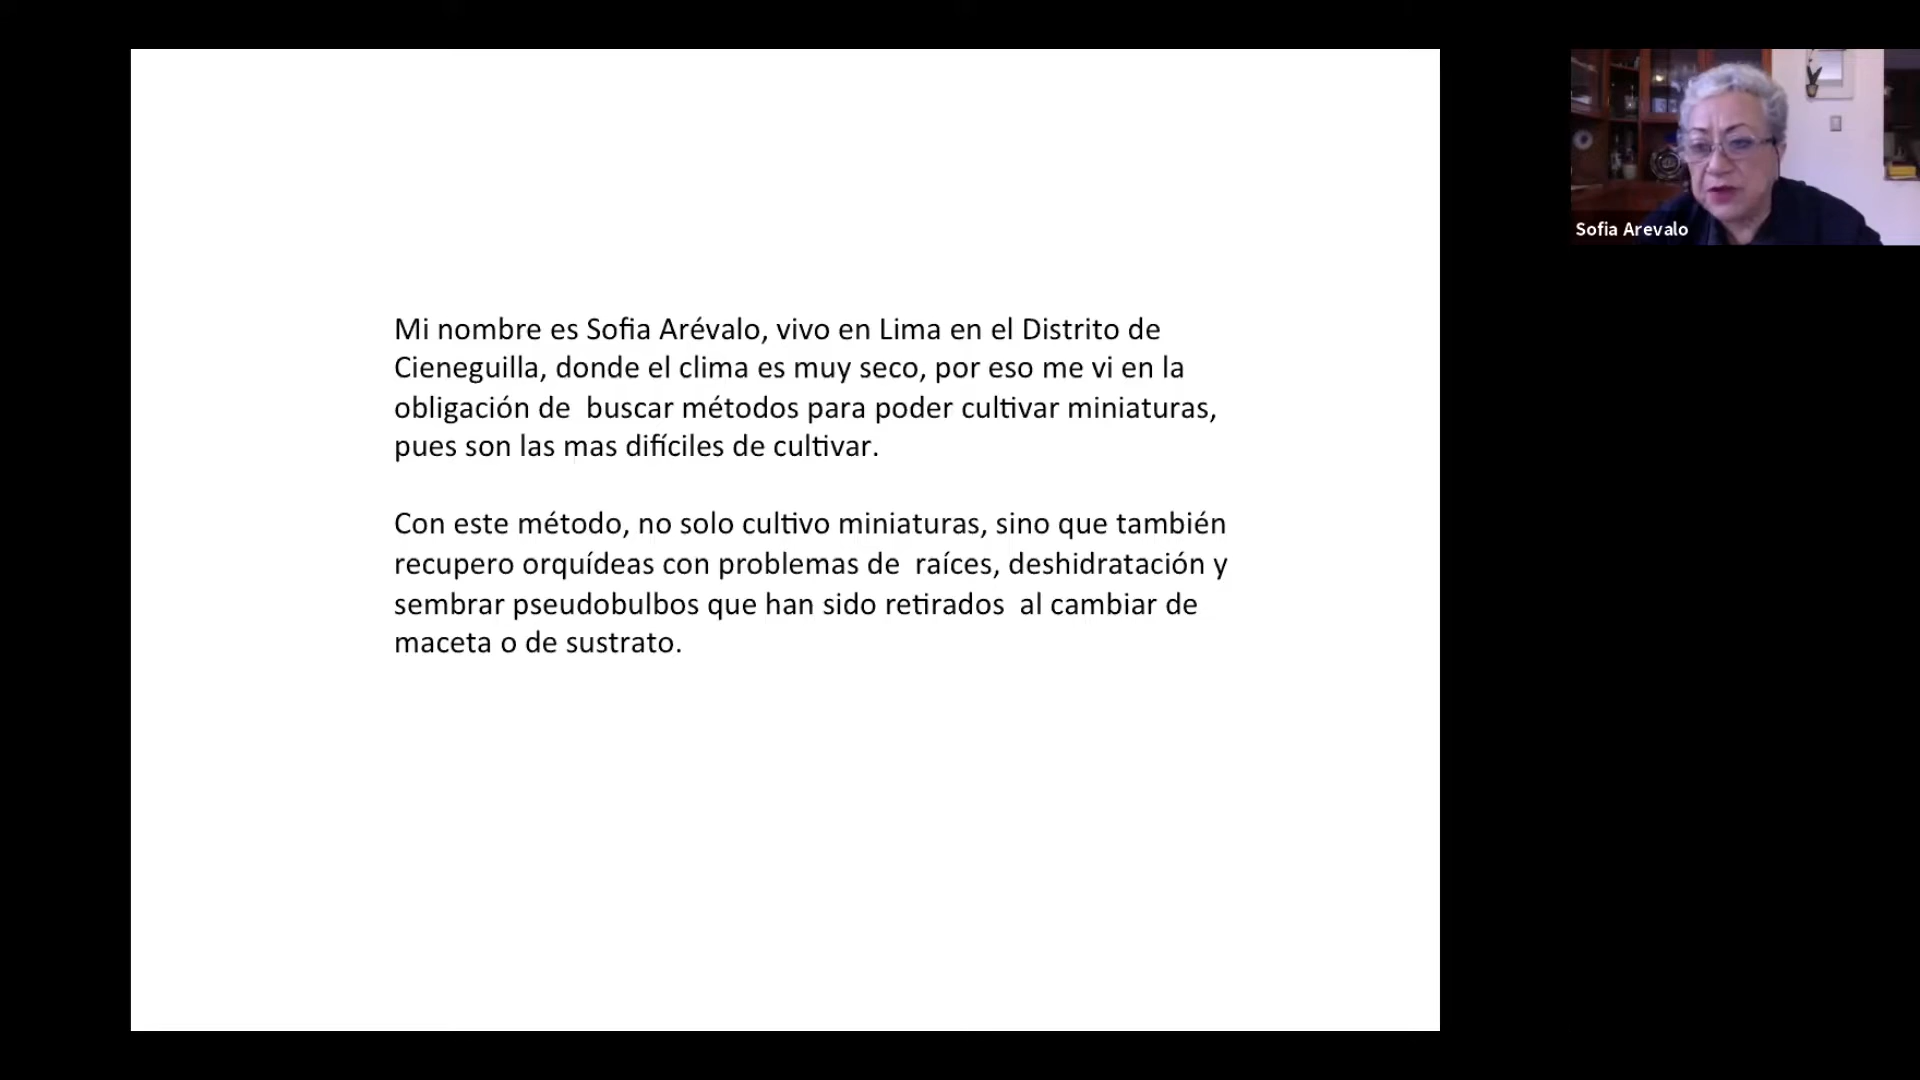 Mi nombre es Sofia Arévalo, vivo en Lima en el Distrito de
Cieneguilla, donde el clima es muy seco, por eso me vi en la
obligación de  buscar métodos para poder cultivar miniaturas,
pues son las mas difíciles de cultivar.
Con este método, no solo cultivo miniaturas, sino que también
recupero orquídeas con problemas de  raíces, deshidratación y
sembrar pseudobulbos que han sido retirados  al cambiar de
maceta o de sustrato.
Sofia Arevalo